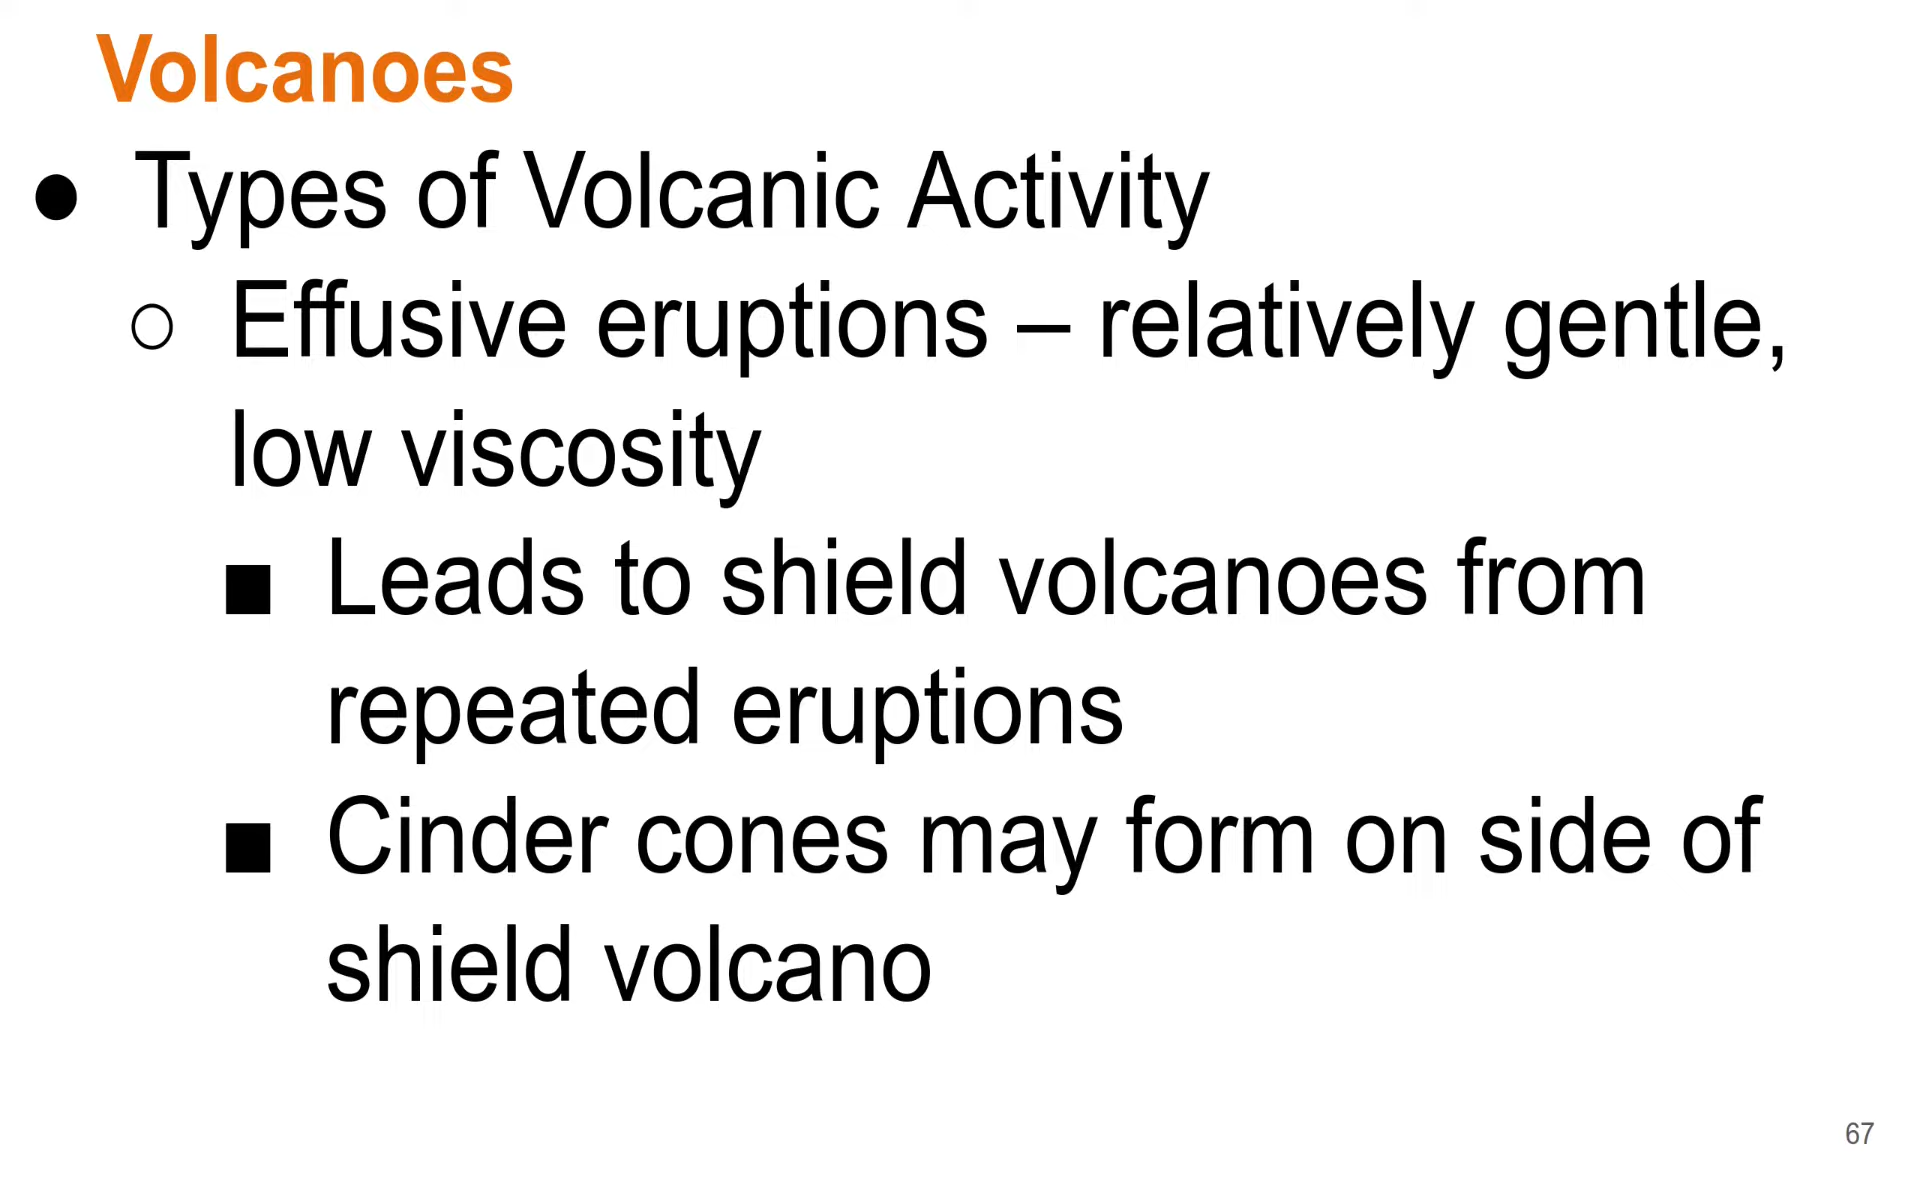 Volcanoes
● Types of Volcanic Activity
○ Effusive eruptions – relatively gentle,
low viscosity
■ Leads to shield volcanoes from
repeated eruptions
■ Cinder cones may form on side of
shield volcano
67